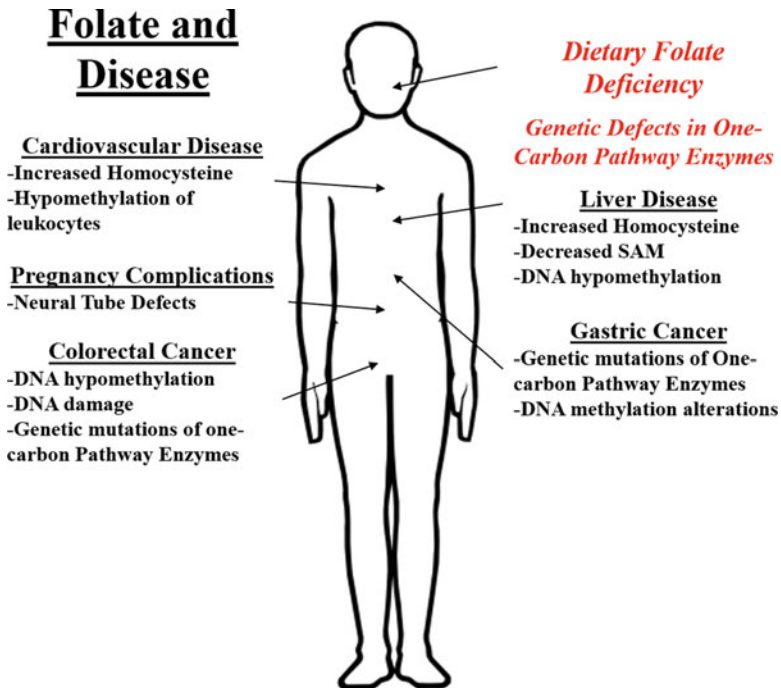 Folate and
Disease
Cardiovascular Disease
-Increased Homocysteine
-Hypomethylation of
leukocytes
Pregnancy Complications
-Neural Tube Defects
Colorectal Cancer
-DNA hypomethylation
-DNA damage
-Genetic mutations of one-
carbon Pathway Enzymes
Dietary Folate
Deficiency
Genetic Defects in One-
Carbon Pathway Enzymes
Liver Disease
-Increased Homocysteine
-Decreased SAM
-DNA hypomethylation
Gastric Cancer
-Genetic mutations of One-
carbon Pathway Enzymes
-DNA methylation alterations